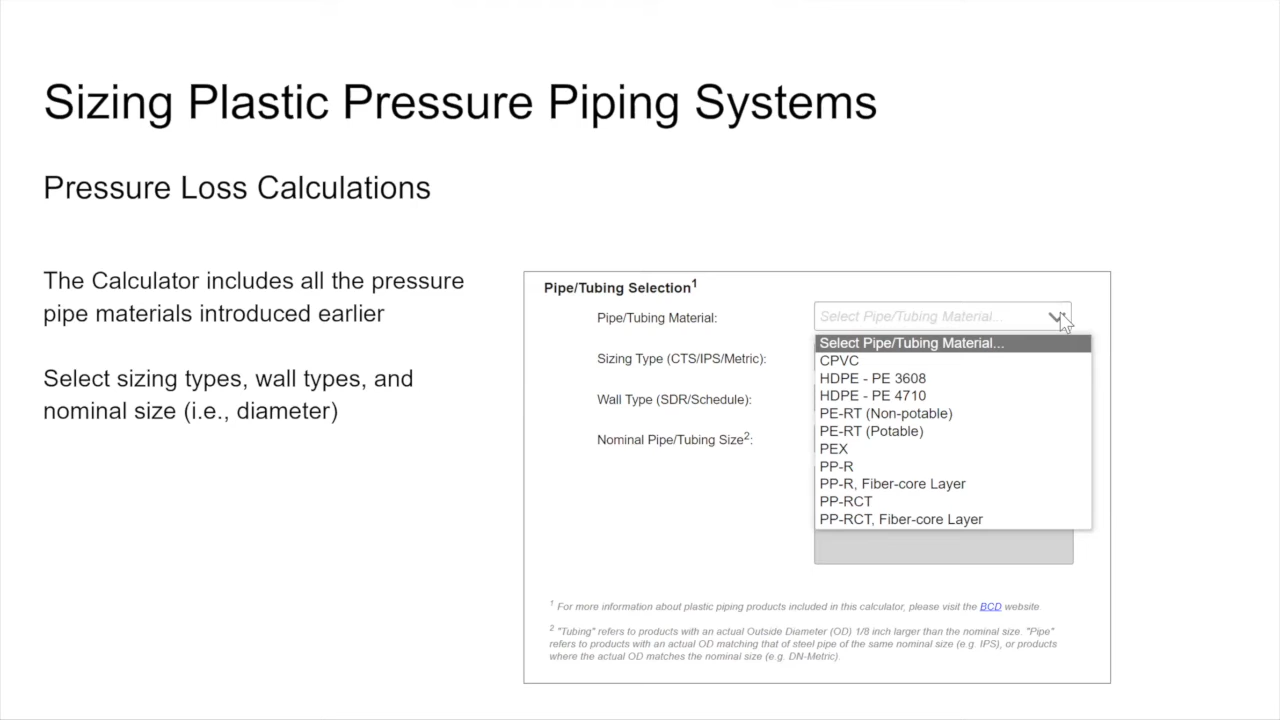 Sizing Plastic Pressure Piping Systems
Pressure Loss Calculations
The Calculator includes all the pressure
pipe materials introduced earlier
Select sizing types, wall types, and
nominal size (i.e., diameter)
Pipe/Tubing Selection1
Pipe/Tubing Material:
Select Pipe/Tubing Material...
Sizing Type (CTS/IPS/Metric):
Wall Type (SDR/Schedule):
Nominal Pipe/Tubing Size2:
Select Pipe/Tubing Material...
CPVC
HDPE - PE 3608
HDPE - PE 4710
PE-RT (Non-potable)
PE-RT (Potable)
PEX
PP-R
PP-R, Fiber-core Layer
PP-RCT
PP-RCT, Fiber-core Layer
1 For more information about plastic piping products included in this calculator, please visit the BCD website.
2 "Tubing" refers to products with an actual Outside Diameter (OD) 1/8 inch larger than the nominal size. "Pipe"
refers to products with an actual OD matching that of steel pipe of the same nominal size (e.g. IPS), or products
where the actual OD matches the nominal size (e.g. DN-Metric).